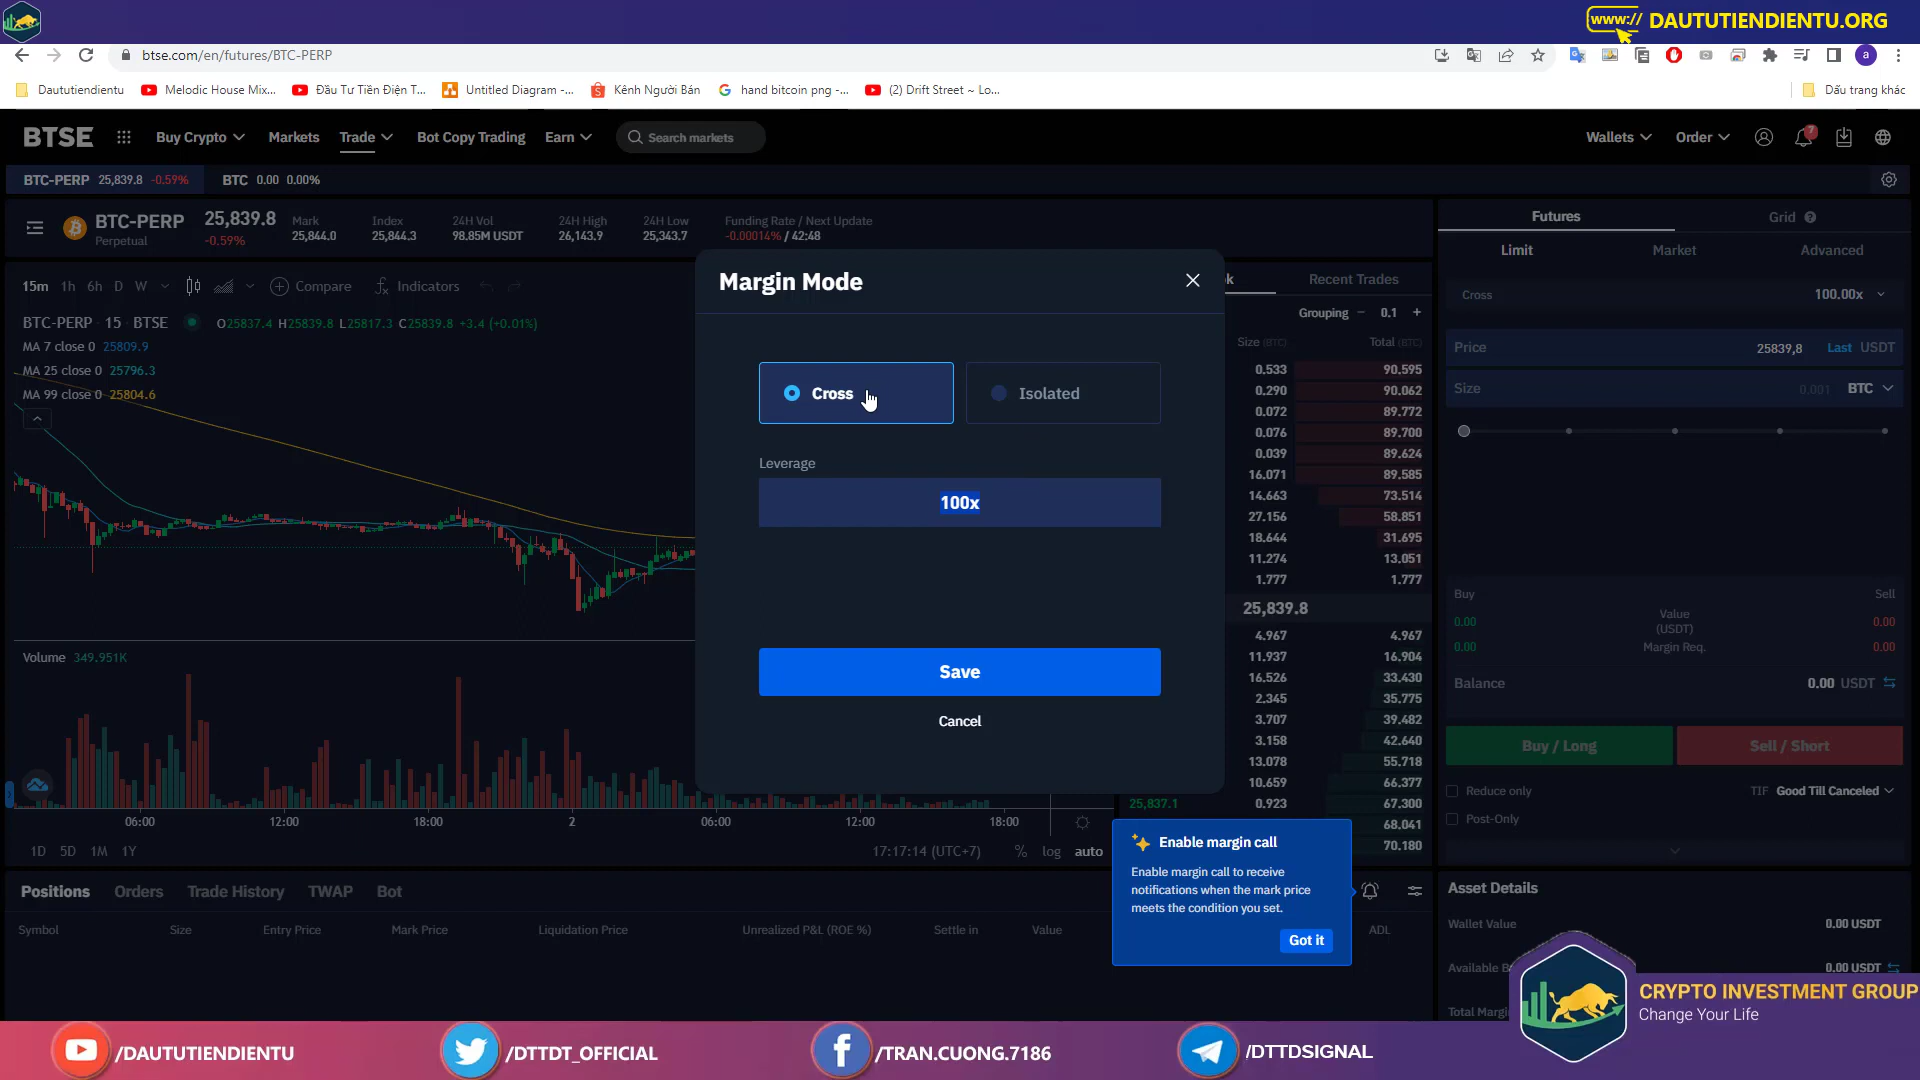 www.// DAUTUTIENDIENTU.ORG
btse.com/en/futures/BTC-PERP
a
Dautututiendientu
Melodic House Mix...
Đầu Tư Tiền Điện T...
Untitled Diagram -...
Kênh Người Bán
hand bitcoin png -...
(2) Drift Street ~ Lo...
Dấu trang khác
BTSE
Buy Crypto
Markets
Trade
Bot Copy Trading
Earn
Search markets
Wallets
Order
7
BTC-PERP 25,839.8 -0.59%
BTC 0.00 0.00%
BTC-PERP
Perpetual
25,839.8
-0.59%
Mark
25,844.0
Index
25,844.3
24H Vol
98.85M USDT
24H High
26,143.9
24H Low
25,343.7
Funding Rate / Next Update
-0.00014% / 42:48
Futures
Grid
Limit
Market
Advanced
15m 1h 6h D W
Compare
Indicators
BTC-PERP · 15 · BTSE
O25837.4 H25839.8 L25817.3 C25839.8 +3.4 (+0.01%)
MA 7 close 0 25809.9
MA 25 close 0 25796.3
MA 99 close 0 25804.6
Volume 349.951K
06:00
12:00
18:00
2
06:00
12:00
18:00
1D 5D 1M 1Y
17:17:14 (UTC+7)
% log auto
Margin Mode
Cross
Isolated
Leverage
100x
Save
Cancel
k
Recent Trades
Grouping − 0.1 +
Size (BTC) Total (BTC)
0.533 90.595
0.290 90.062
0.072 89.772
0.076 89.700
0.039 89.624
16.071 89.585
14.663 73.514
27.156 58.851
18.644 31.695
11.274 13.051
1.777 1.777
25,839.8
4.967 4.967
11.937 16.904
16.526 33.430
2.345 35.775
3.707 39.482
3.158 42.640
13.078 55.718
10.659 66.377
25,837.1 0.923 67.300
68.041
70.180
Cross
100.00x
Price 25839,8 Last USDT
Size 0.001 BTC
Buy
Sell
0.00 Value (USDT) 0.00
0.00 Margin Req. 0.00
Balance 0.00 USDT
Buy / Long
Sell / Short
Reduce only
TIF Good Till Canceled
Post-Only
Enable margin call
Enable margin call to receive
notifications when the mark price
meets the condition you set.
Got it
Positions
Orders
Trade History
TWAP
Bot
Symbol
Size
Entry Price
Mark Price
Liquidation Price
Unrealized P&L (ROE %)
Settle in
Value
ADL
Asset Details
Wallet Value 0.00 USDT
Available B 0.00 USDT
Total Margi
CRYPTO INVESTMENT GROUP
Change Your Life
/DAUTUTIENDIENTU
/DTTDT_OFFICIAL
/TRAN.CUONG.7186
/DTTDSIGNAL